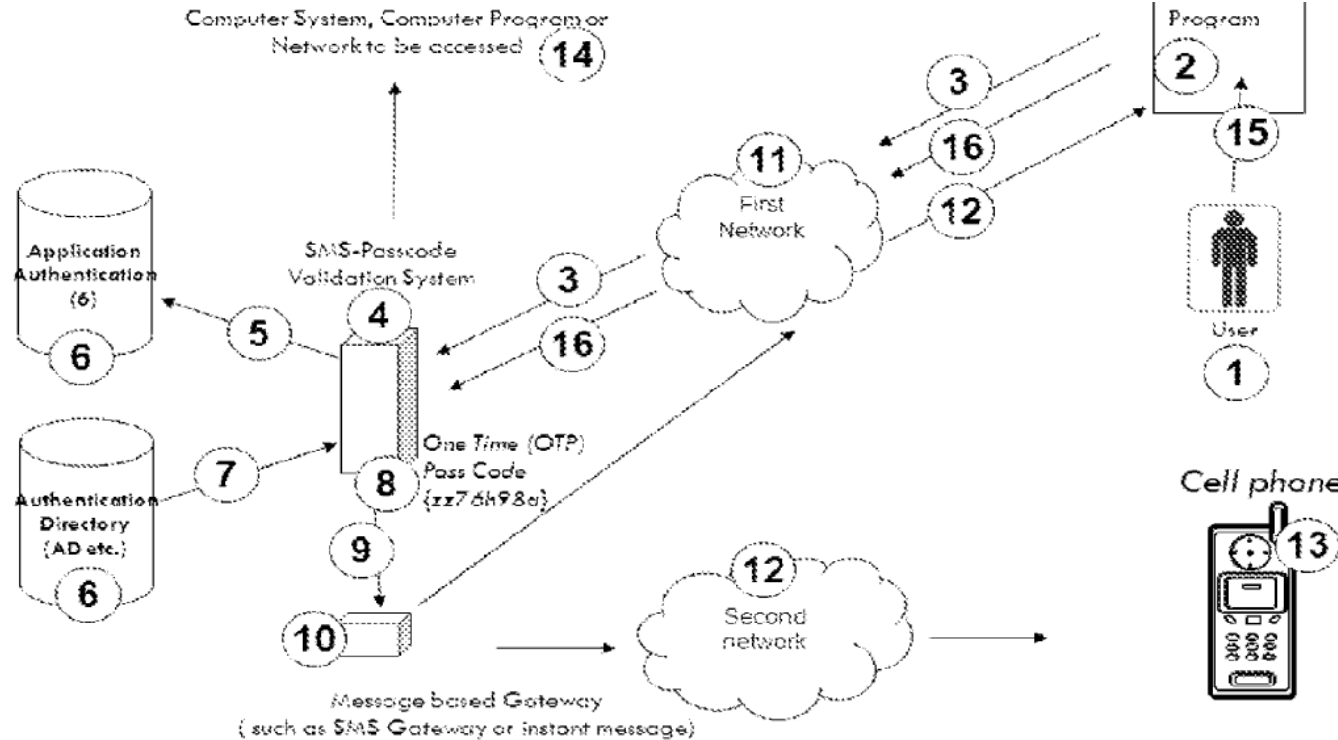 Computer System, Computer Program or
Network to be accessed
14
Program
2
3
16
12
15
11
First
Network
User
1
Application
Authentication
(6)
6
5
SMS-Passcode
Validation System
4
3
16
Authentication
Directory
(AD etc.)
6
7
8
One Time (OTP)
Pass Code
{zz76h98a}
9
10
Message based Gateway
( such as SMS Gateway or instant message)
12
Second
network
Cell phone
13